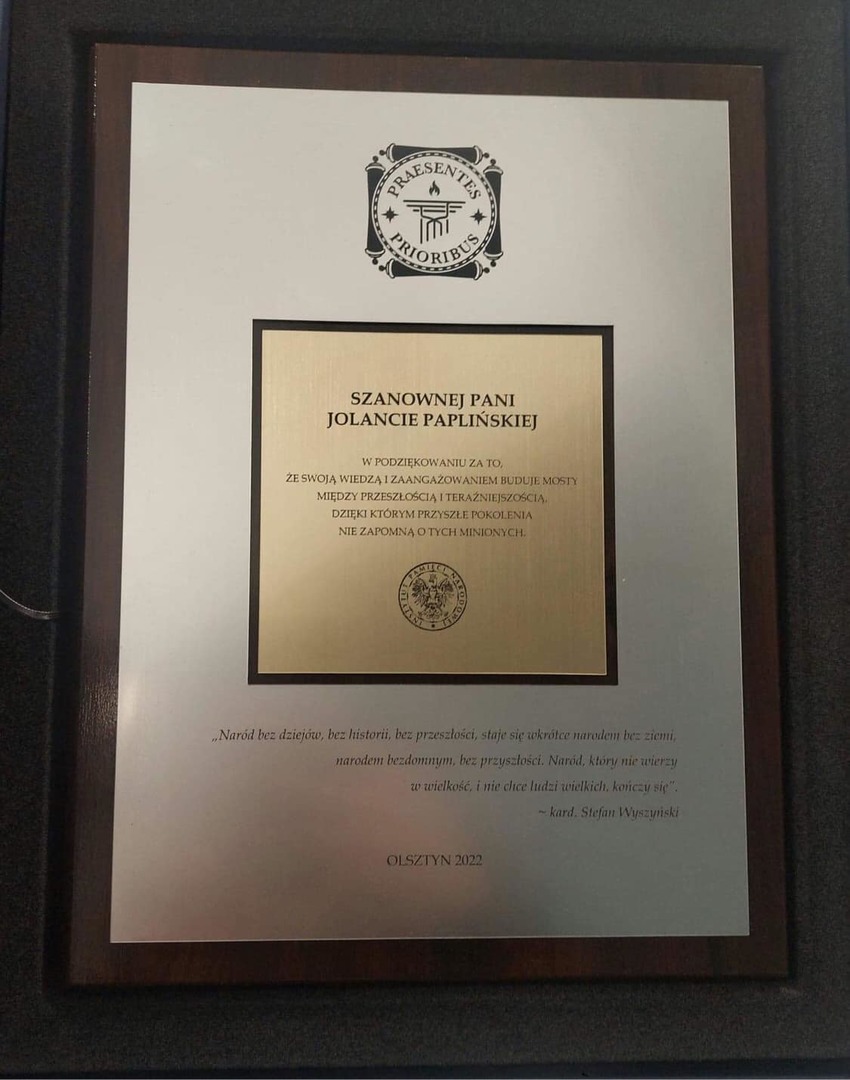 PRAESENTES
PRIORIBUS
SZANOWNEJ PANI
JOLANCIE PAPLIŃSKIEJ
W PODZIĘKOWANIU ZA TO,
ŻE SWOJĄ WIEDZĄ I ZAANGAŻOWANIEM BUDUJE MOSTY
MIĘDZY PRZESZŁOŚCIĄ I TERAŹNIEJSZOŚCIĄ,
DZIĘKI KTÓRYM PRZYSZŁE POKOLENIA
NIE ZAPOMNĄ O TYCH MINIONYCH.
INSTYTUT PAMIĘCI NARODOWEJ
„Naród bez dziejów, bez historii, bez przeszłości, staje się wkrótce narodem bez ziemi,
narodem bezdomnym, bez przyszłości. Naród, który nie wierzy
w wielkość, i nie chce ludzi wielkich, kończy się”.
~ kard. Stefan Wyszyński
OLSZTYN 2022